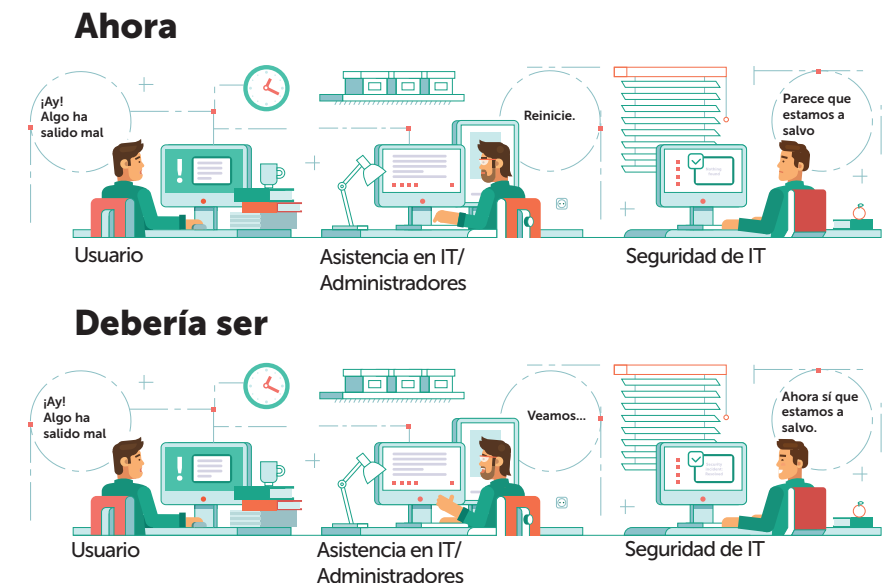 Ahora
¡Ay!
Algo ha
salido mal
Reinicie.
Parece que
estamos a
salvo
Usuario
Asistencia en IT/
Administradores
Seguridad de IT
Debería ser
¡Ay!
Algo ha
salido mal
Veamos...
Ahora sí que
estamos a
salvo.
Usuario
Asistencia en IT/
Administradores
Seguridad de IT